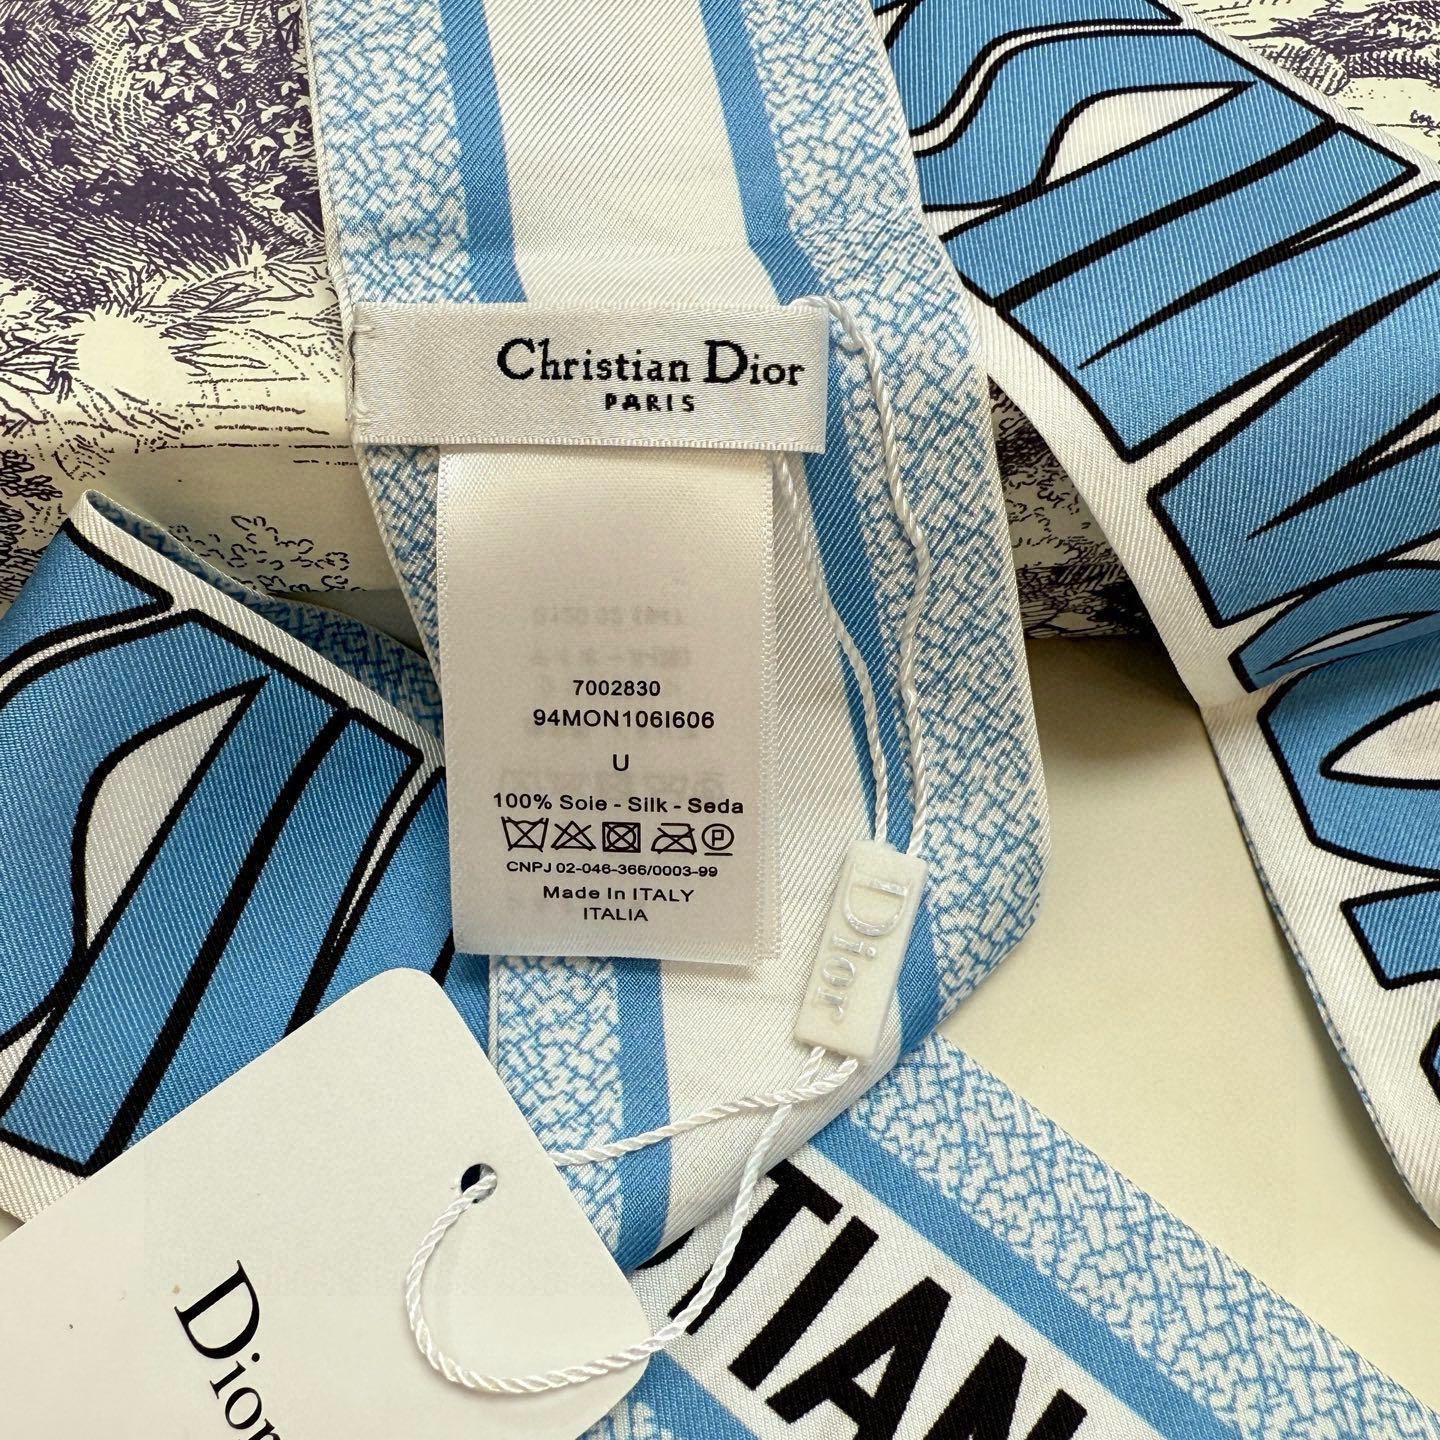 Christian Dior
PARIS
7002830
94MON106I606
U
100% Soie - Silk - Seda
CNPJ 02-046-366/0003-99
Made In ITALY
ITALIA
Dior
Dior
TIAN